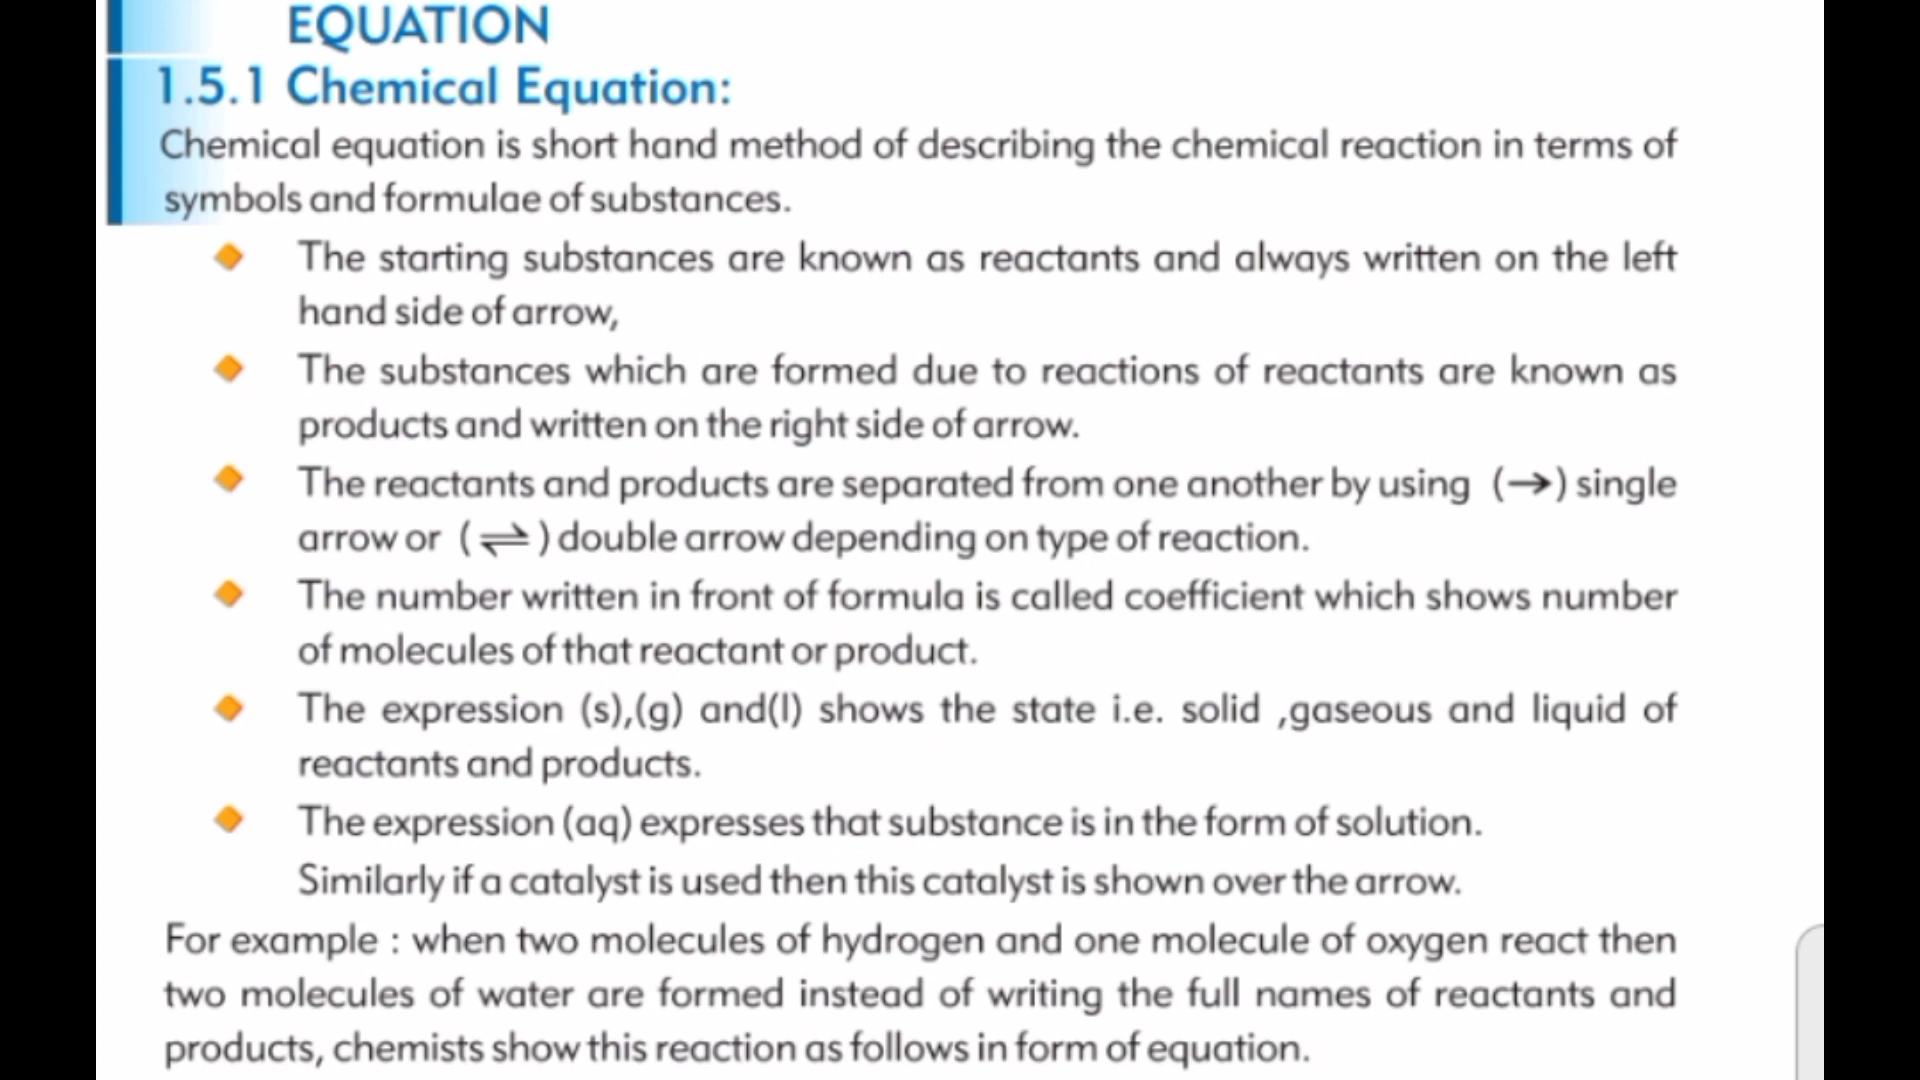 EQUATION
1.5.1 Chemical Equation:
Chemical equation is short hand method of describing the chemical reaction in terms of
symbols and formulae of substances.
The starting substances are known as reactants and always written on the left
hand side of arrow,
The substances which are formed due to reactions of reactants are known as
products and written on the right side of arrow.
The reactants and products are separated from one another by using (→) single
arrow or (⇌) double arrow depending on type of reaction.
The number written in front of formula is called coefficient which shows number
of molecules of that reactant or product.
The expression (s),(g) and(l) shows the state i.e. solid ,gaseous and liquid of
reactants and products.
The expression (aq) expresses that substance is in the form of solution.
Similarly if a catalyst is used then this catalyst is shown over the arrow.
For example : when two molecules of hydrogen and one molecule of oxygen react then
two molecules of water are formed instead of writing the full names of reactants and
products, chemists show this reaction as follows in form of equation.